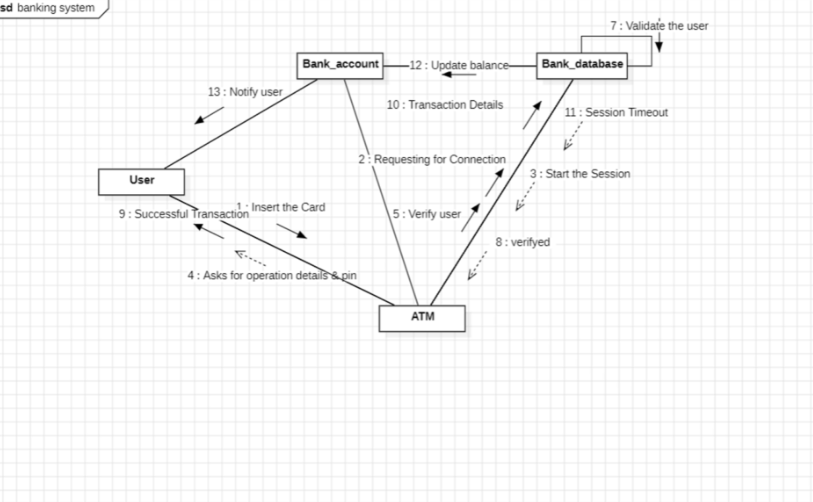 sd banking system
7 : Validate the user
Bank_account
12 : Update balance
Bank_database
13 : Notify user
10 : Transaction Details
11 : Session Timeout
2 : Requesting for Connection
3 : Start the Session
User
1 : Insert the Card
9 : Successful Transaction
5 : Verify user
8 : verifyed
4 : Asks for operation details & pin
ATM